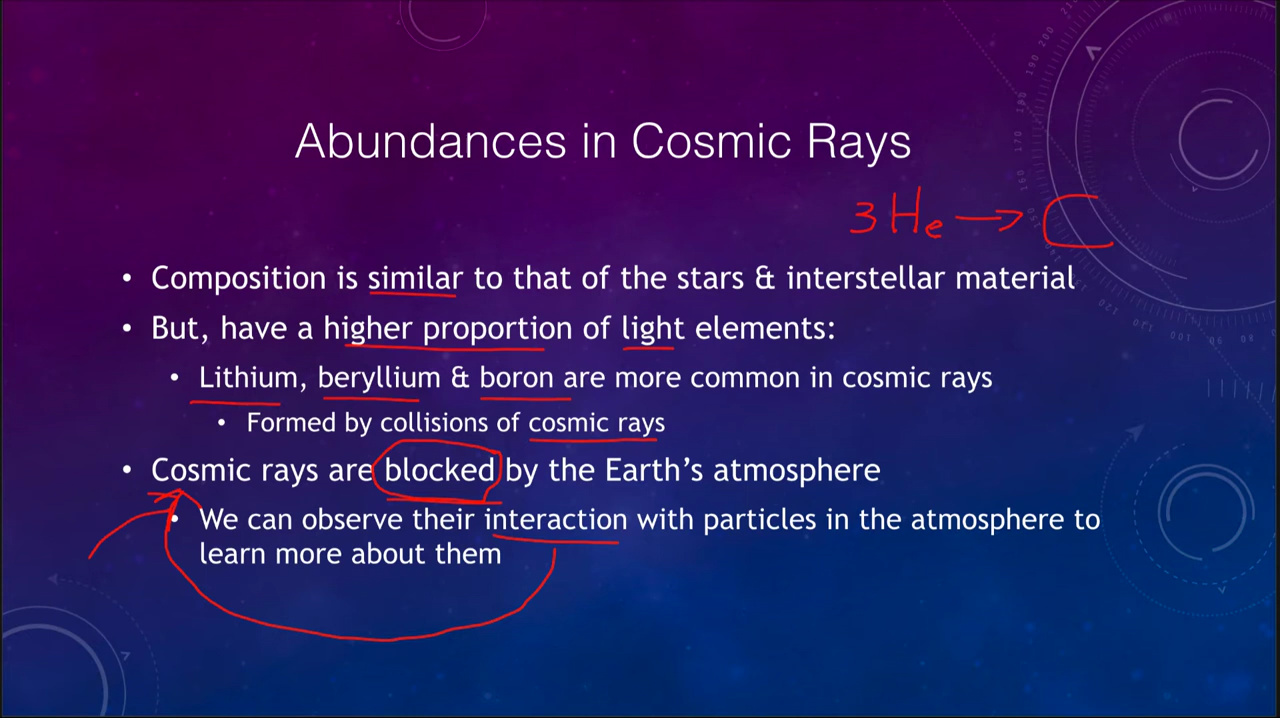 Abundances in Cosmic Rays
3 He → C
• Composition is similar to that of the stars & interstellar material
• But, have a higher proportion of light elements:
• Lithium, beryllium & boron are more common in cosmic rays
• Formed by collisions of cosmic rays
• Cosmic rays are blocked by the Earth's atmosphere
• We can observe their interaction with particles in the atmosphere to
learn more about them